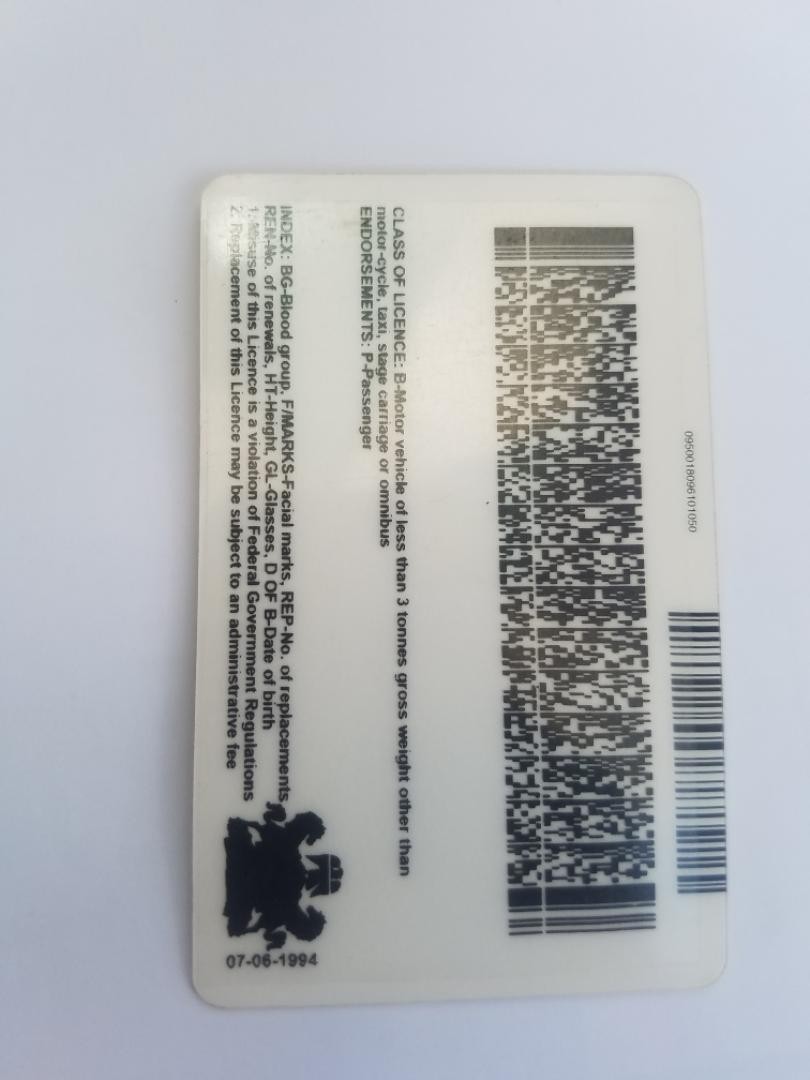 0950018096101050
CLASS OF LICENCE: B-Motor vehicle of less than 3 tonnes gross weight other than
motor-cycle, taxi, stage carriage or omnibus
ENDORSEMENTS: P-Passenger
INDEX: BG-Blood group, F/MARKS-Facial marks, REP-No. of replacements
REN-No. of renewals, HT-Height, GL-Glasses, D OF B-Date of birth
1. Misuse of this Licence is a violation of Federal Government Regulations
2. Replacement of this Licence may be subject to an administrative fee
07-06-1994